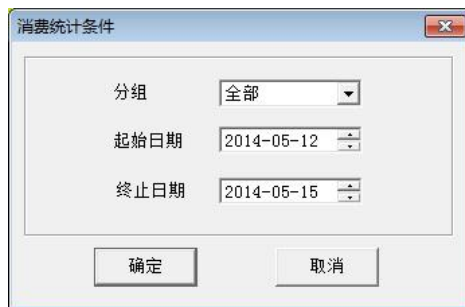 消费统计条件
分组 全部
起始日期 2014-05-12
终止日期 2014-05-15
确定 取消